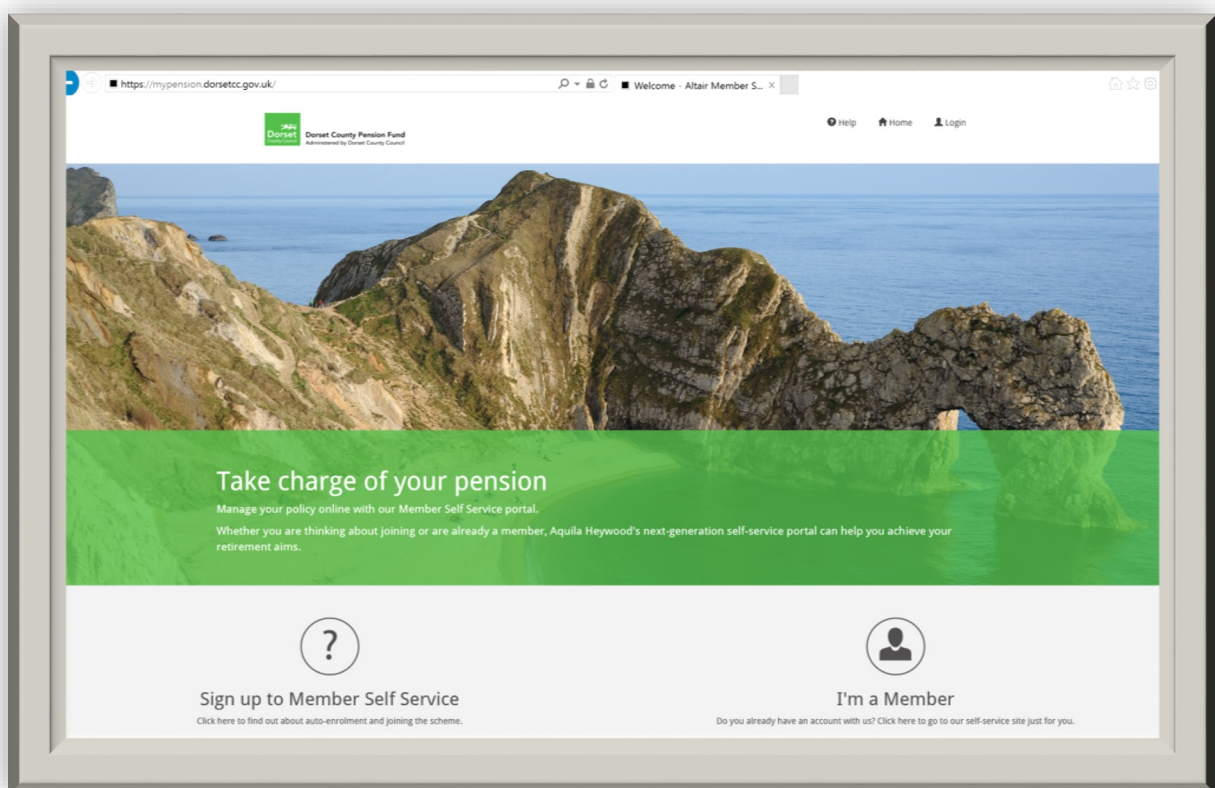 https://mypension.dorsetcc.gov.uk/
Welcome - Altair Member S...
Dorset
County Council
Dorset County Pension Fund
Administered by Dorset County Council
Help
Home
Login
Take charge of your pension
Manage your policy online with our Member Self Service portal.
Whether you are thinking about joining or are already a member, Aquila Heywood's next-generation self-service portal can help you achieve your
retirement aims.
?
Sign up to Member Self Service
Click here to find out about auto-enrolment and joining the scheme.
I'm a Member
Do you already have an account with us? Click here to go to our self-service site just for you.